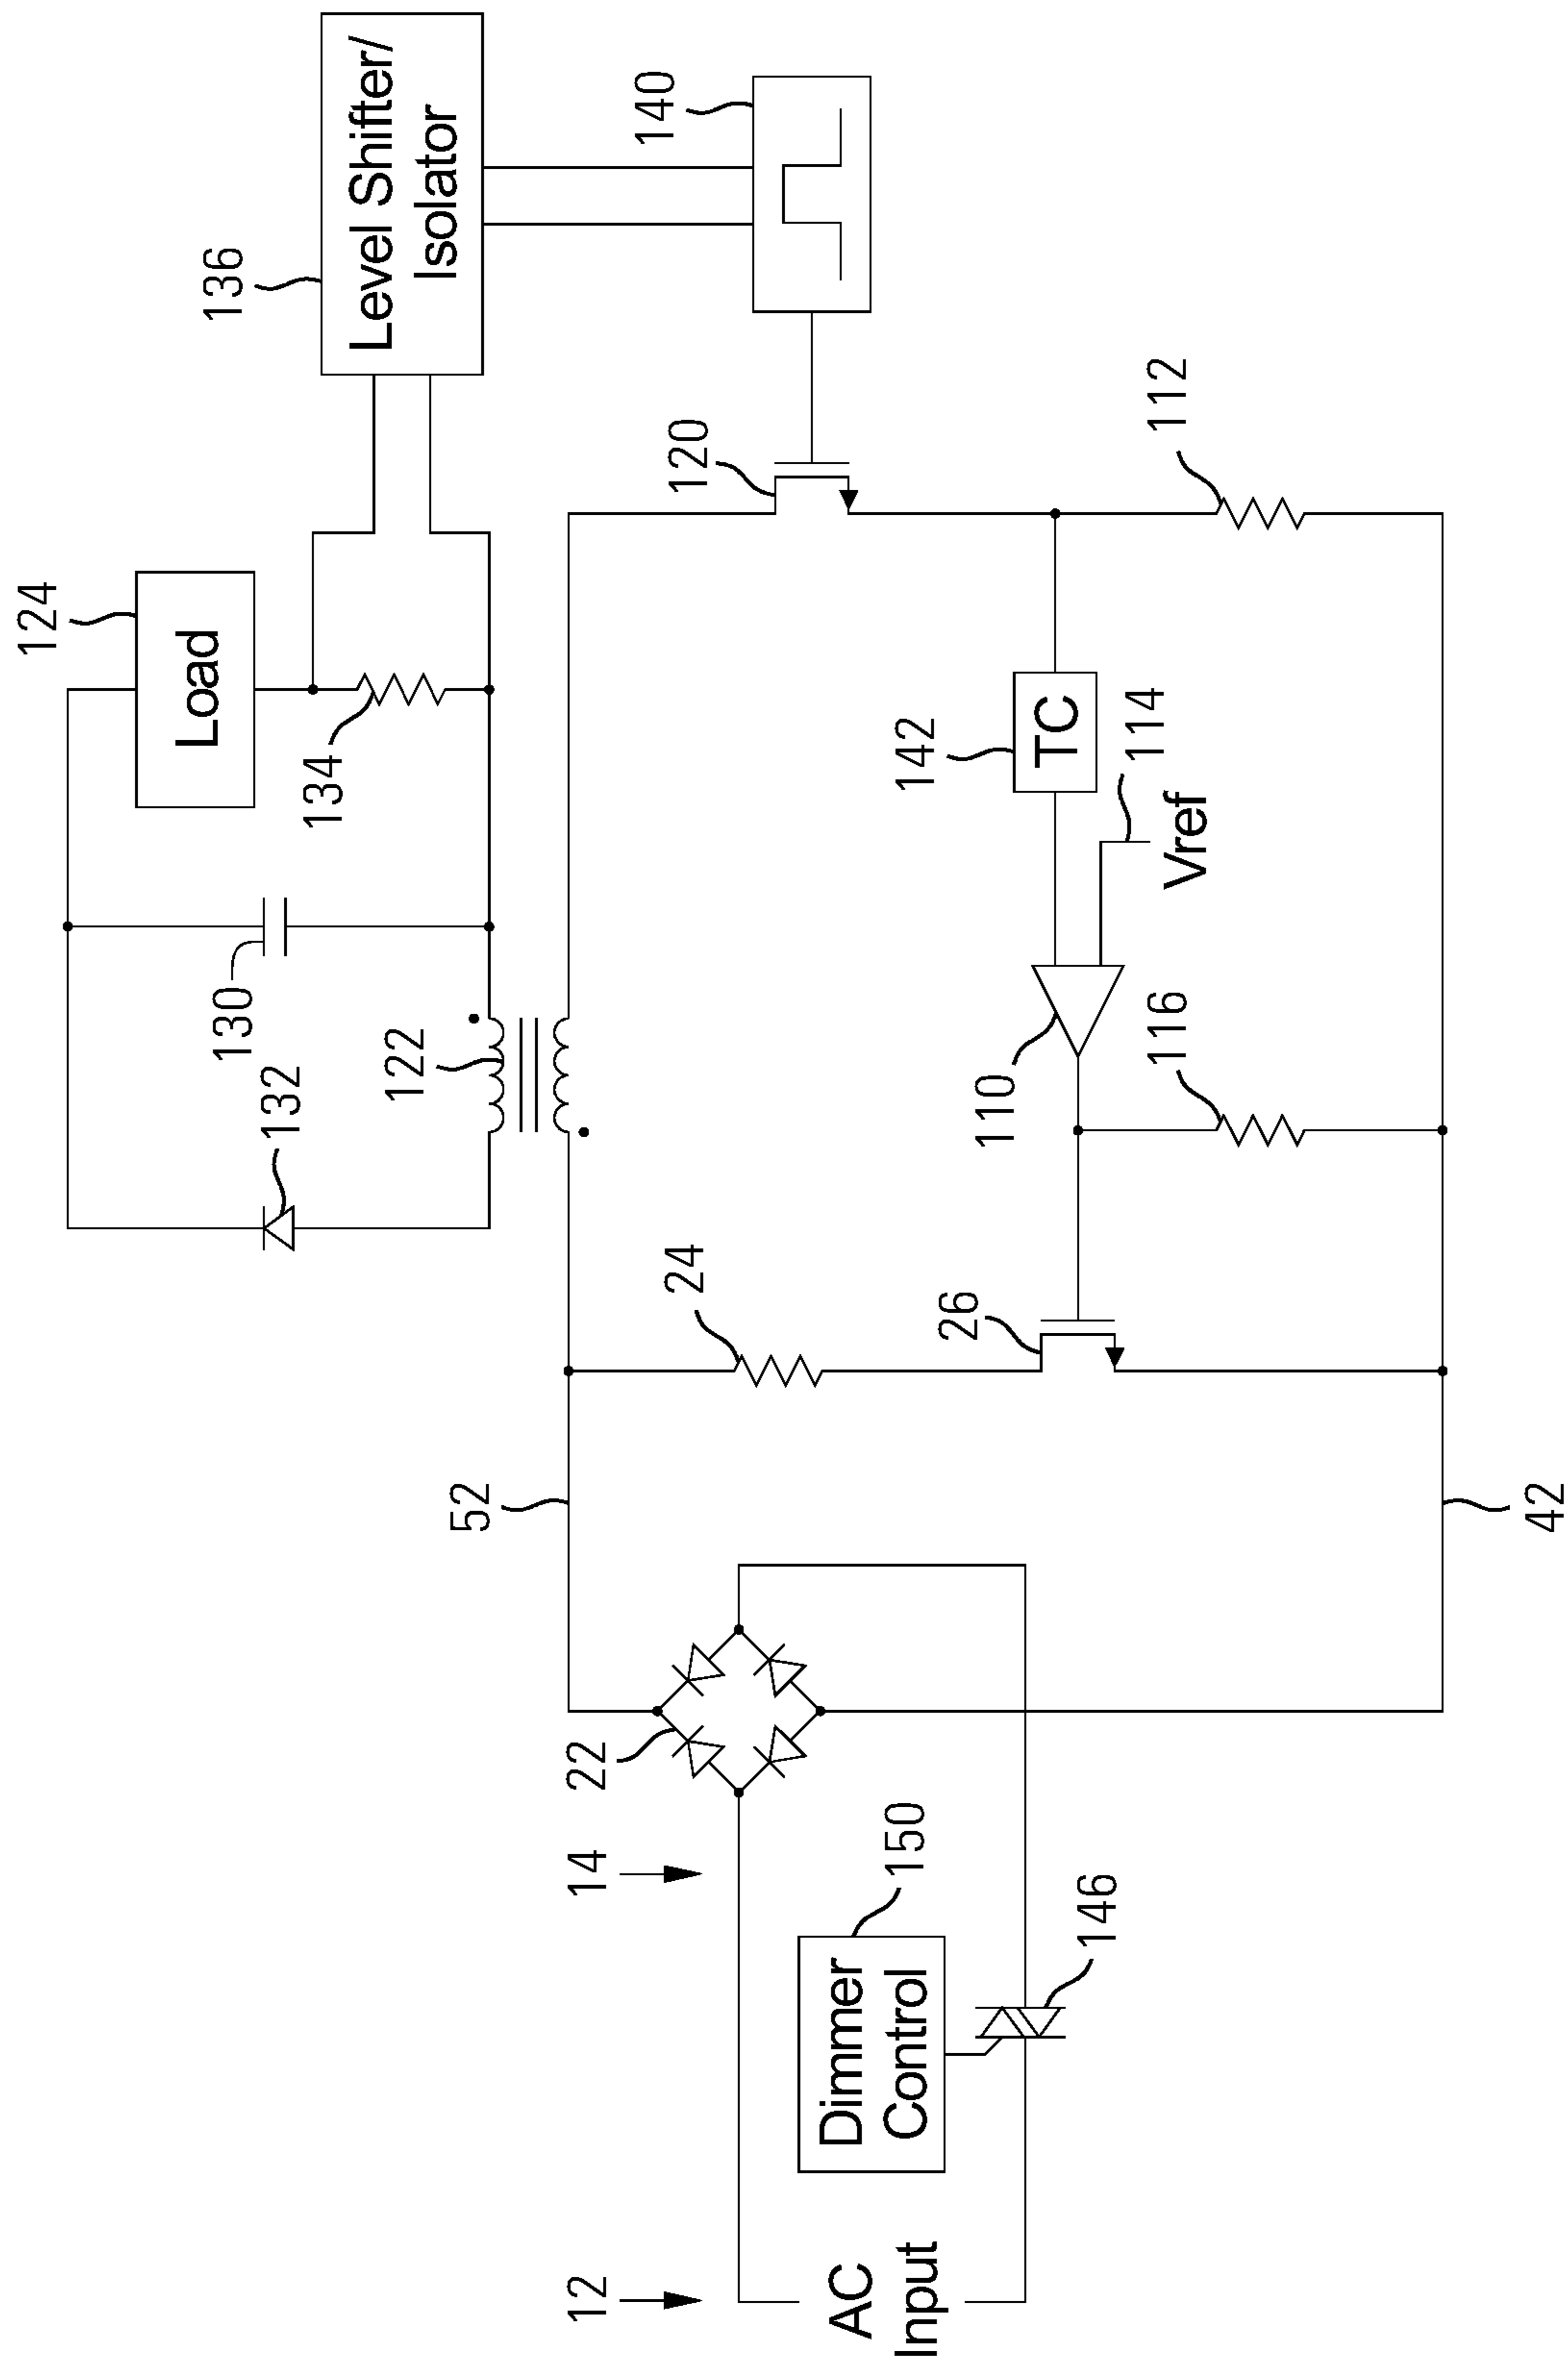 124
Load
134
130
132
122
136
Level Shifter/
Isolator
140
120
112
142
TC
114
Vref
110
116
24
26
52
42
22
14
150
Dimmer
Control
146
12
AC
Input